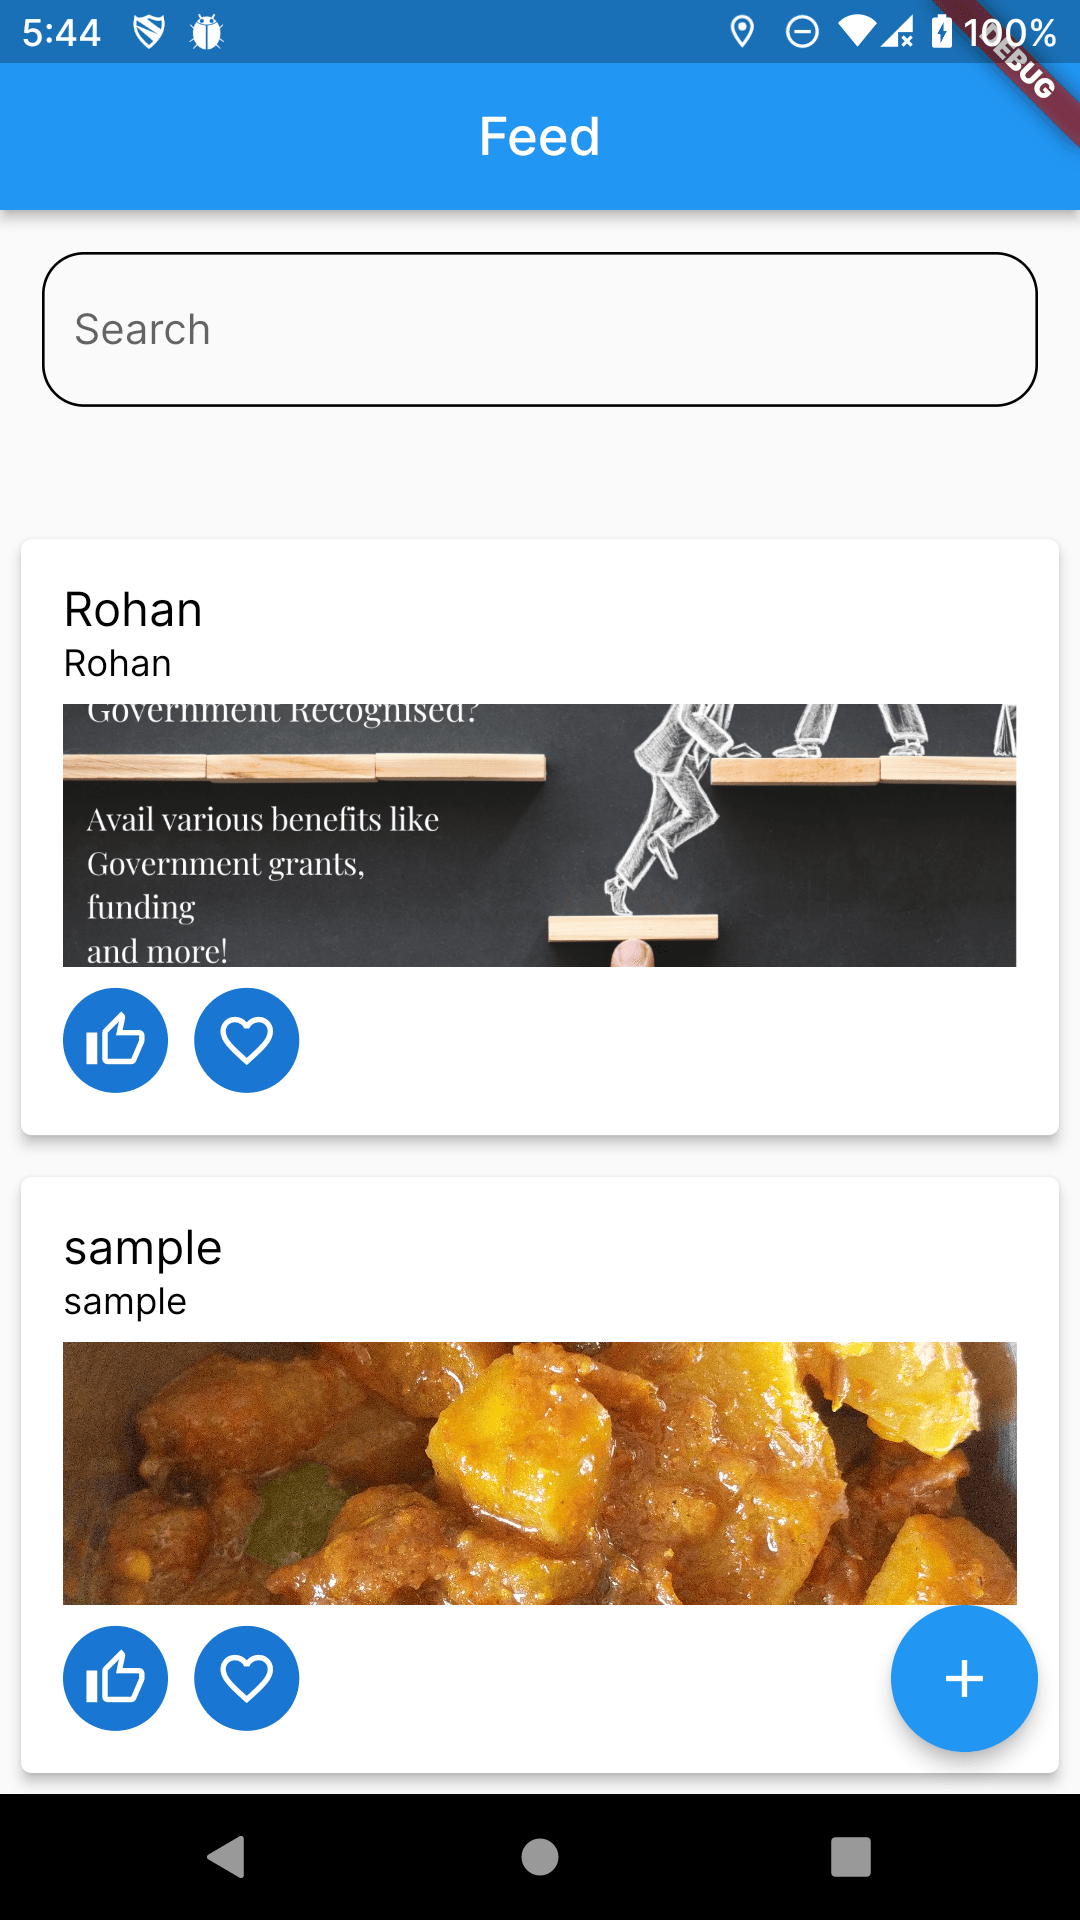 5:44
100%
DEBUG
Feed
Search
Rohan
Rohan
Government Recognised?
Avail various benefits like
Government grants,
funding
and more!
sample
sample